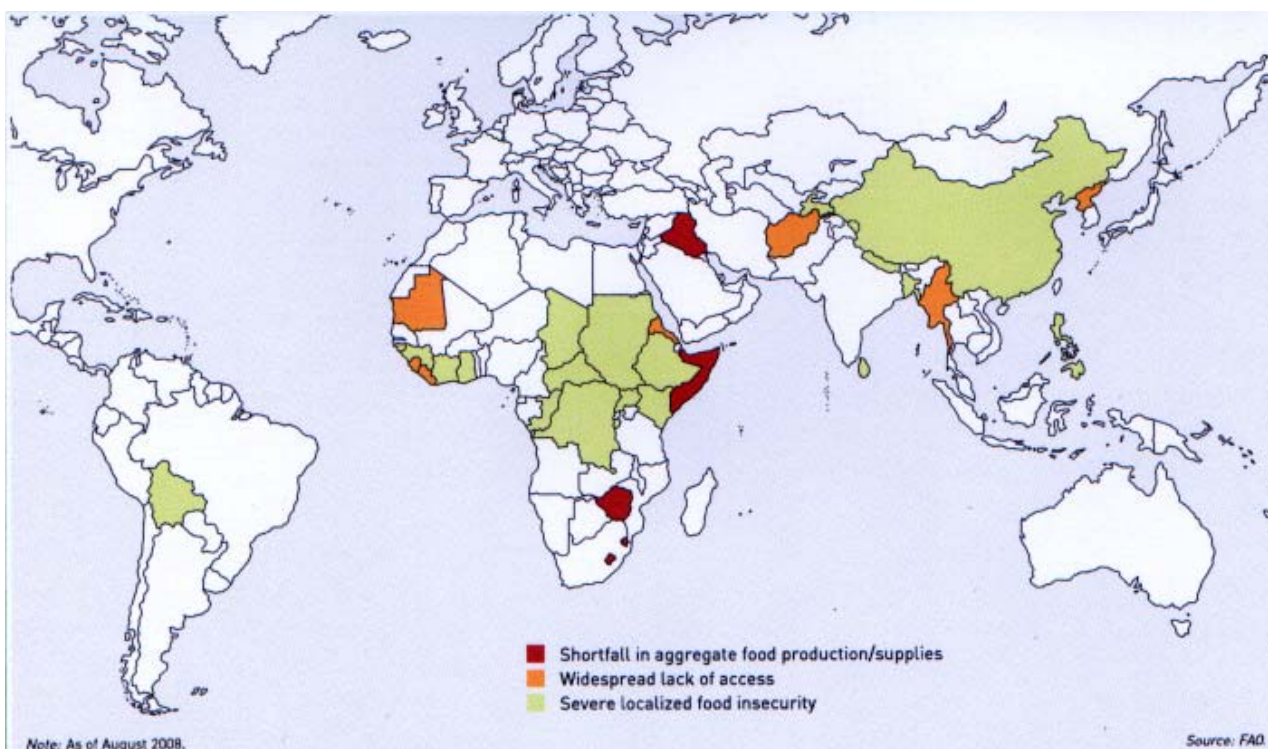 Shortfall in aggregate food production/supplies
Widespread lack of access
Severe localized food insecurity
Note: As of August 2008.
Source: FAO.